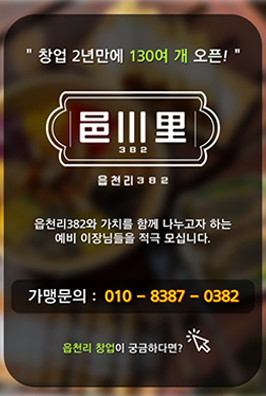 " 창업 2년만에 130여 개 오픈! "
邑川里
382
읍천리382
읍천리382와 가치를 함께 나누고자 하는
예비 이장님들을 적극 모십니다.
가맹문의 : 010 - 8387 - 0382
읍천리 창업이 궁금하다면?